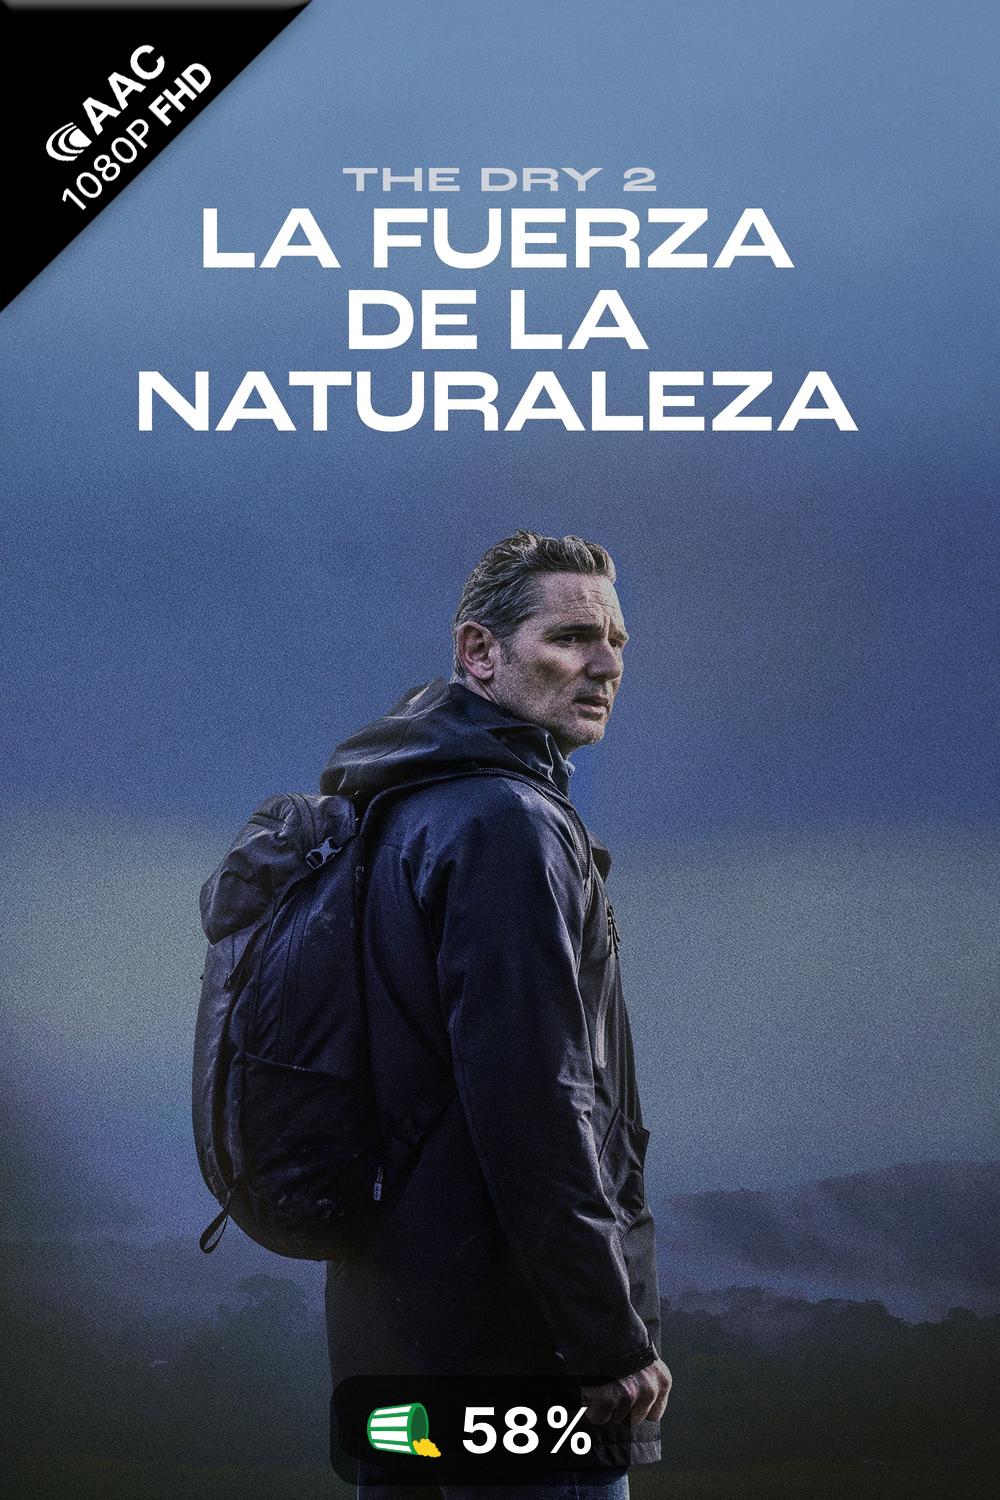 AAC
1080P FHD
THE DRY 2
LA FUERZA
DE LA
NATURALEZA
58%